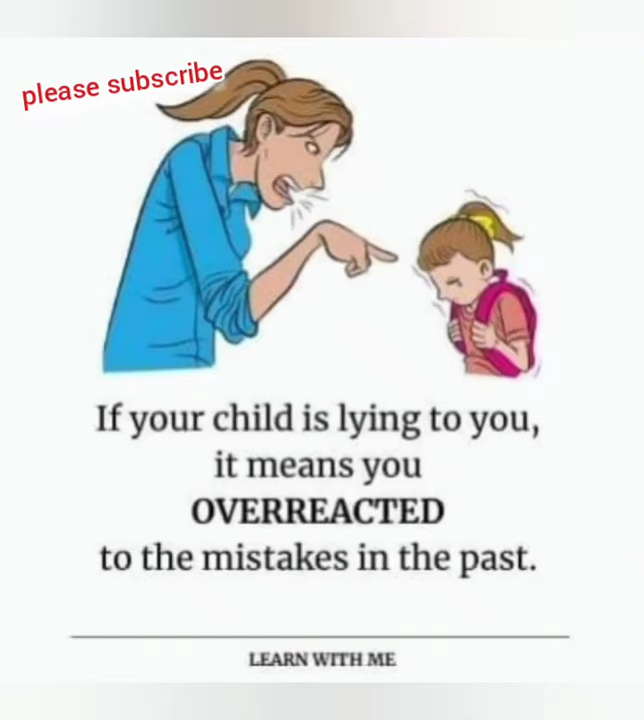 please subscribe
If your child is lying to you,
it means you
OVERREACTED
to the mistakes in the past.
LEARN WITH ME